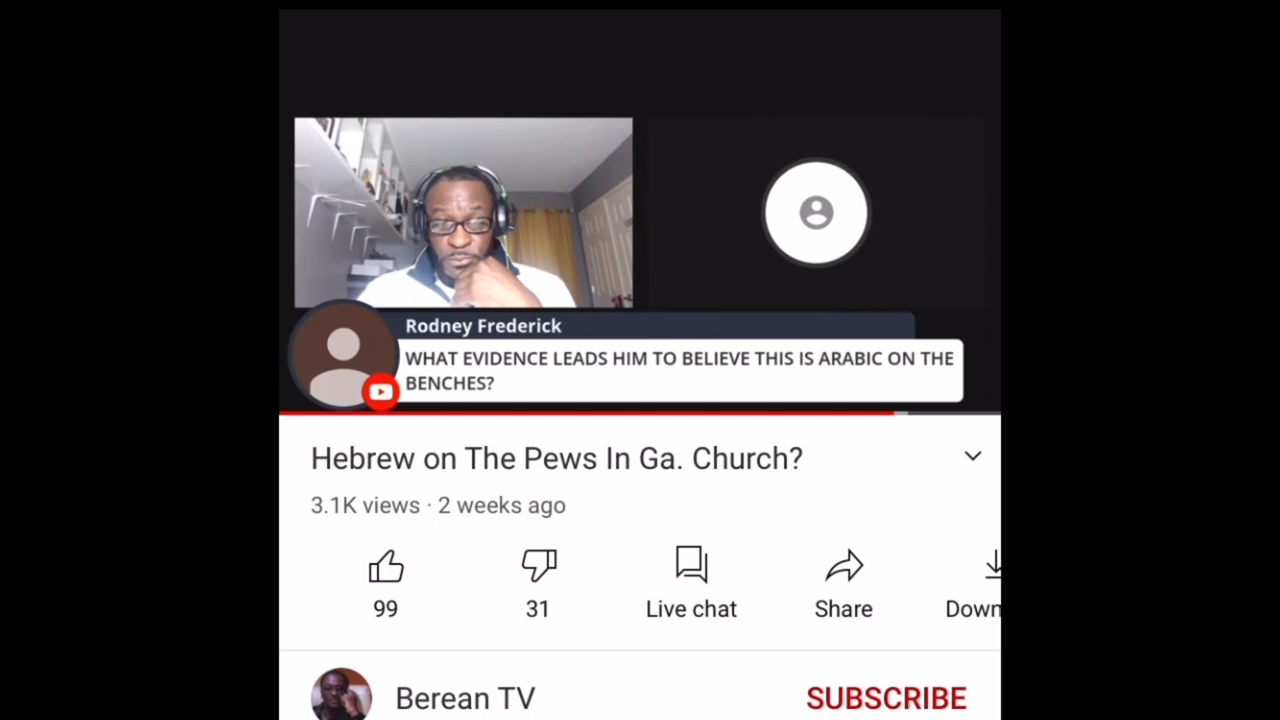 Rodney Frederick
WHAT EVIDENCE LEADS HIM TO BELIEVE THIS IS ARABIC ON THE
BENCHES?
Hebrew on The Pews In Ga. Church?
3.1K views · 2 weeks ago
99
31
Live chat
Share
Down
Berean TV
SUBSCRIBE